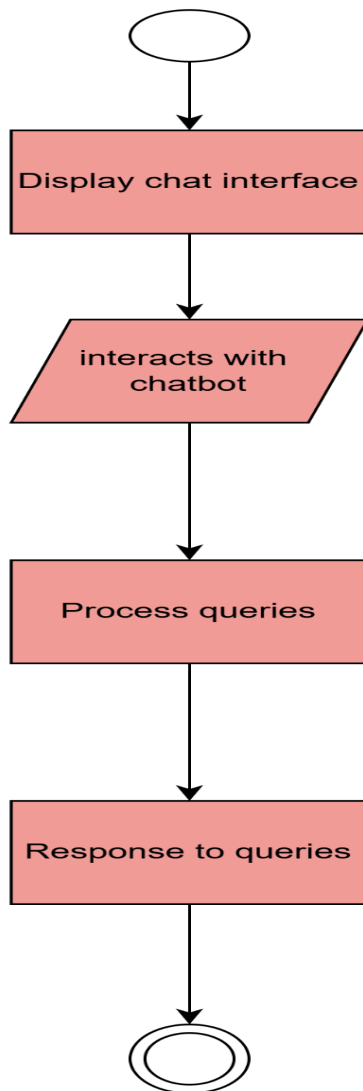 Display chat interface
interacts with
chatbot
Process queries
Response to queries